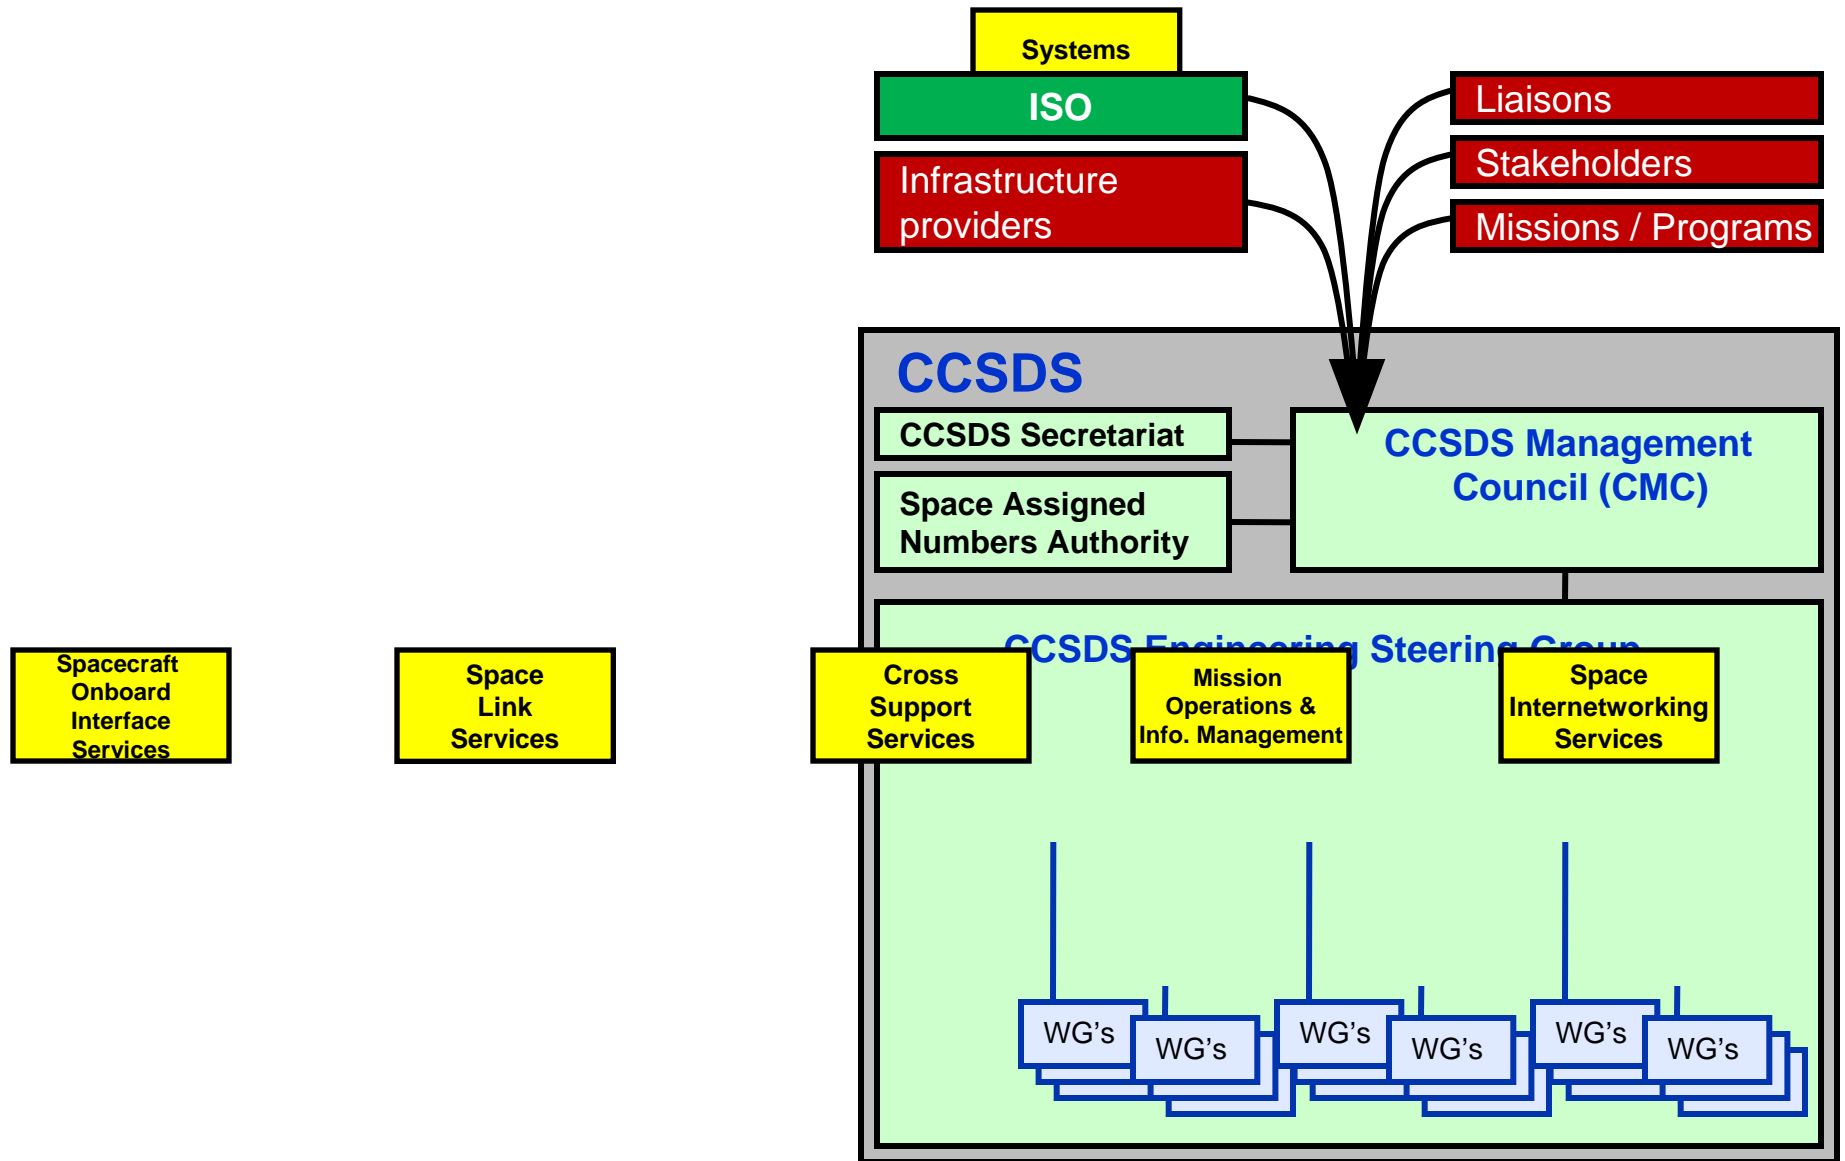 Systems
ISO
Infrastructure
providers
Liaisons
Stakeholders
Missions / Programs
CCSDS
CCSDS Secretariat
Space Assigned
Numbers Authority
CCSDS Management
Council (CMC)
CCSDS Engineering Steering Group
Spacecraft
Onboard
Interface
Services
Space
Link
Services
Cross
Support
Services
Mission
Operations &
Info. Management
Space
Internetworking
Services
WG's
WG's
WG's
WG's
WG's
WG's